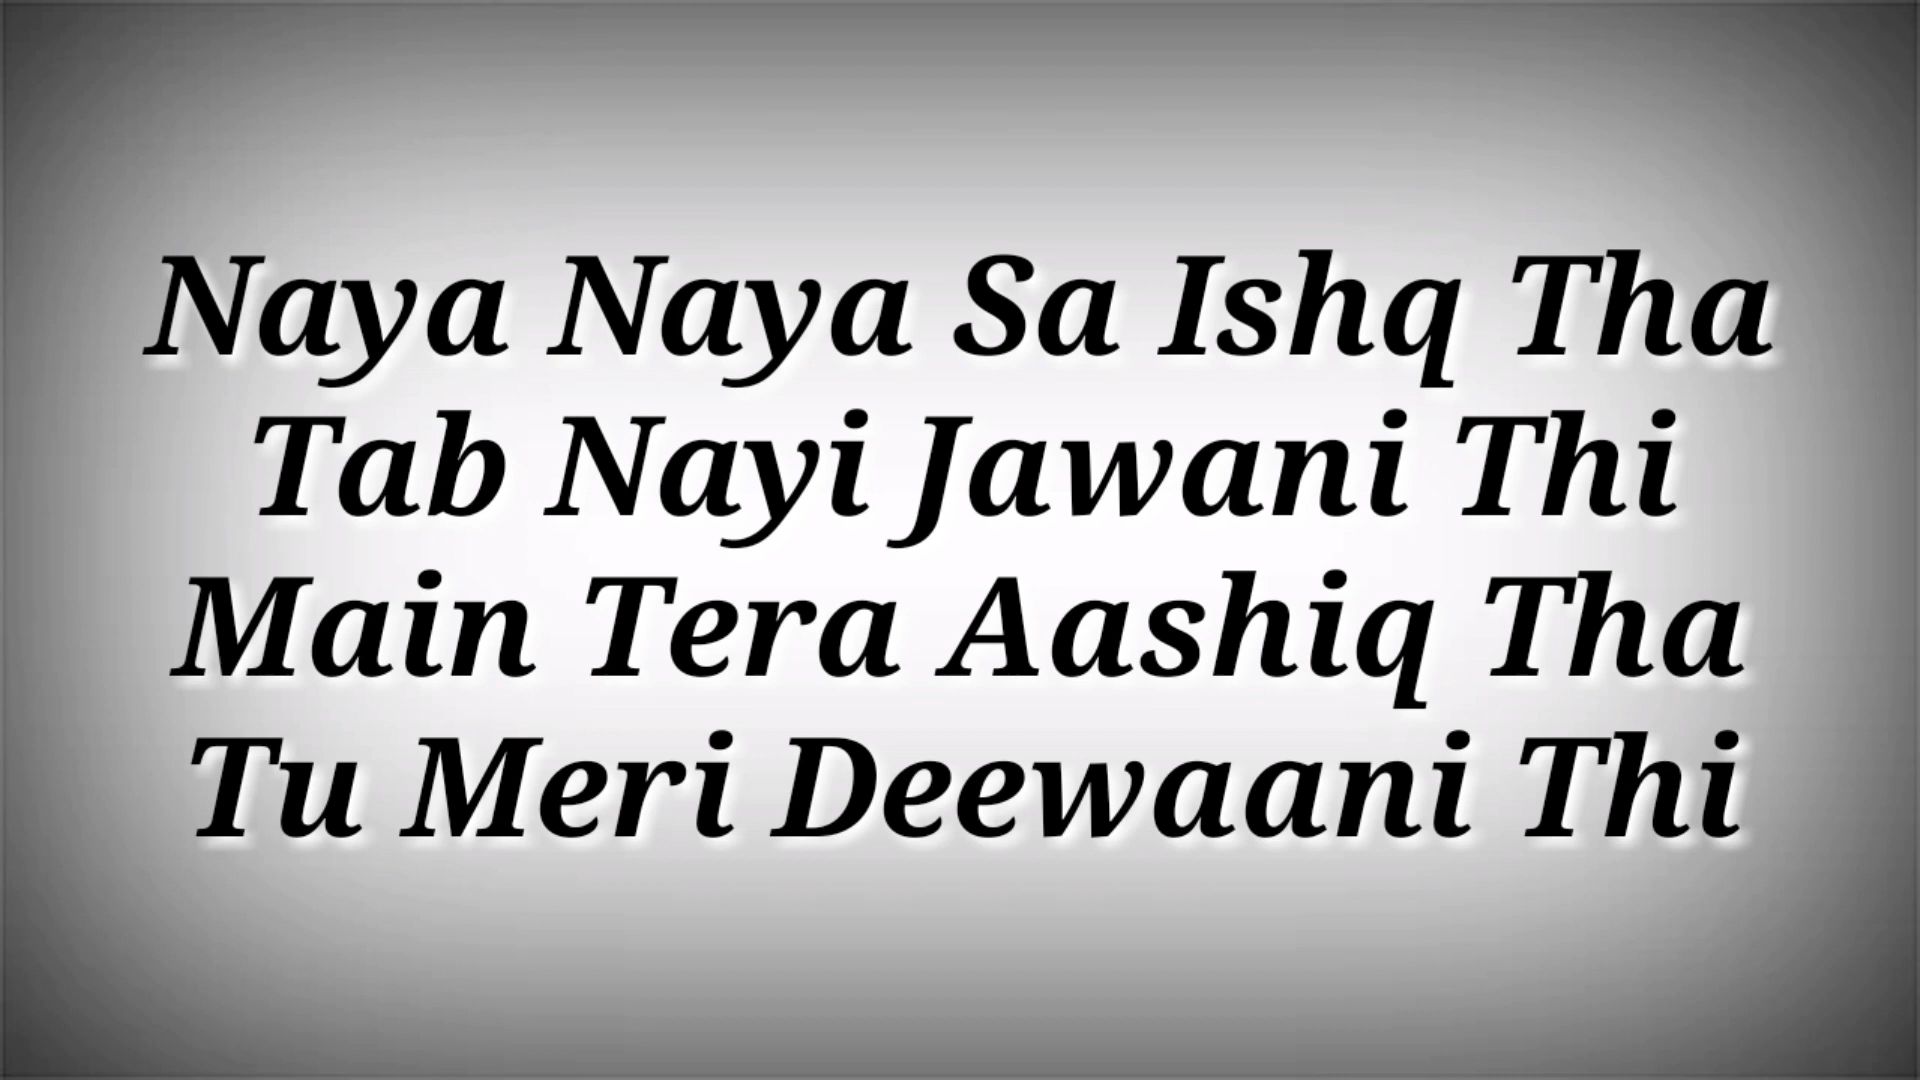 Naya Naya Sa Ishq Tha
Tab Nayi Jawani Thi
Main Tera Aashiq Tha
Tu Meri Deewaani Thi